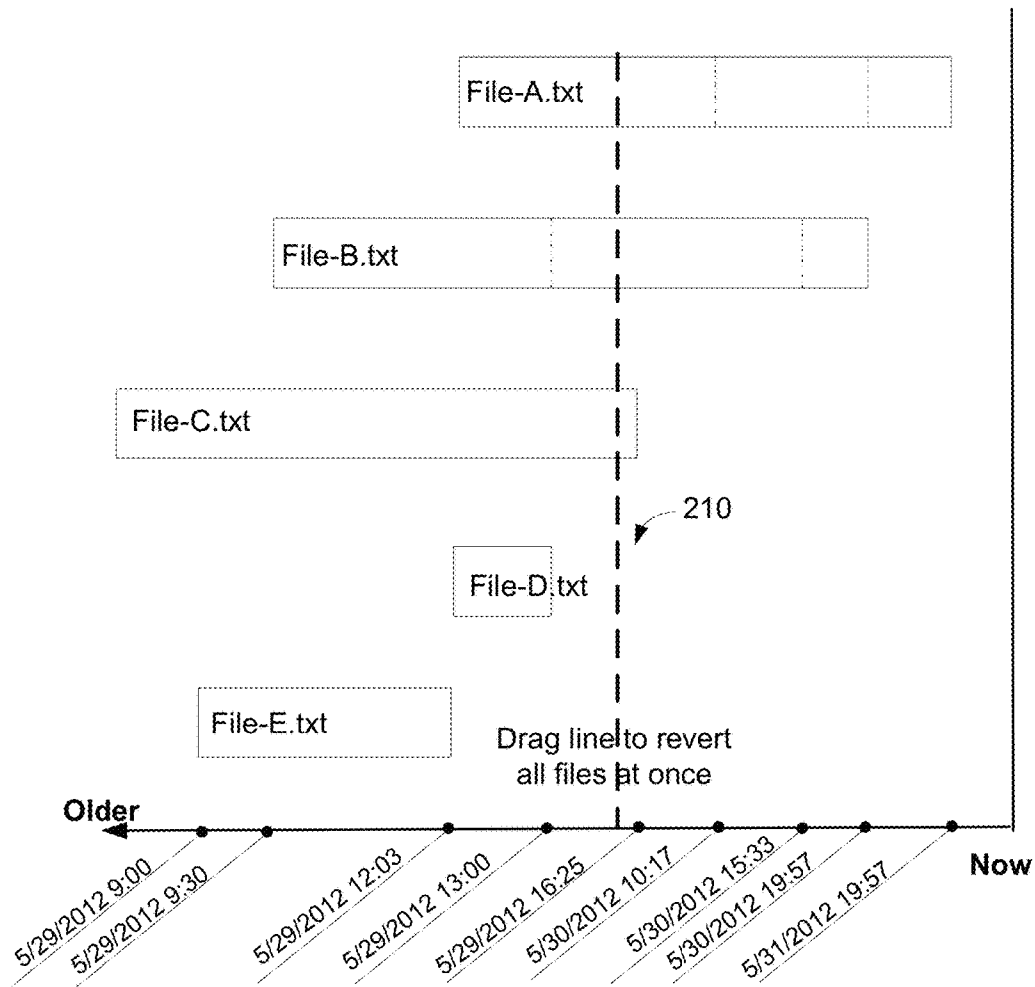 File-A.txt
File-B.txt
File-C.txt
210
File-D.txt
File-E.txt
Drag line to revert
all files at once
Older
Now
5/29/2012 9:00
5/29/2012 9:30
5/29/2012 12:03
5/29/2012 13:00
5/29/2012 16:25
5/30/2012 10:17
5/30/2012 15:33
5/30/2012 19:57
5/31/2012 19:57